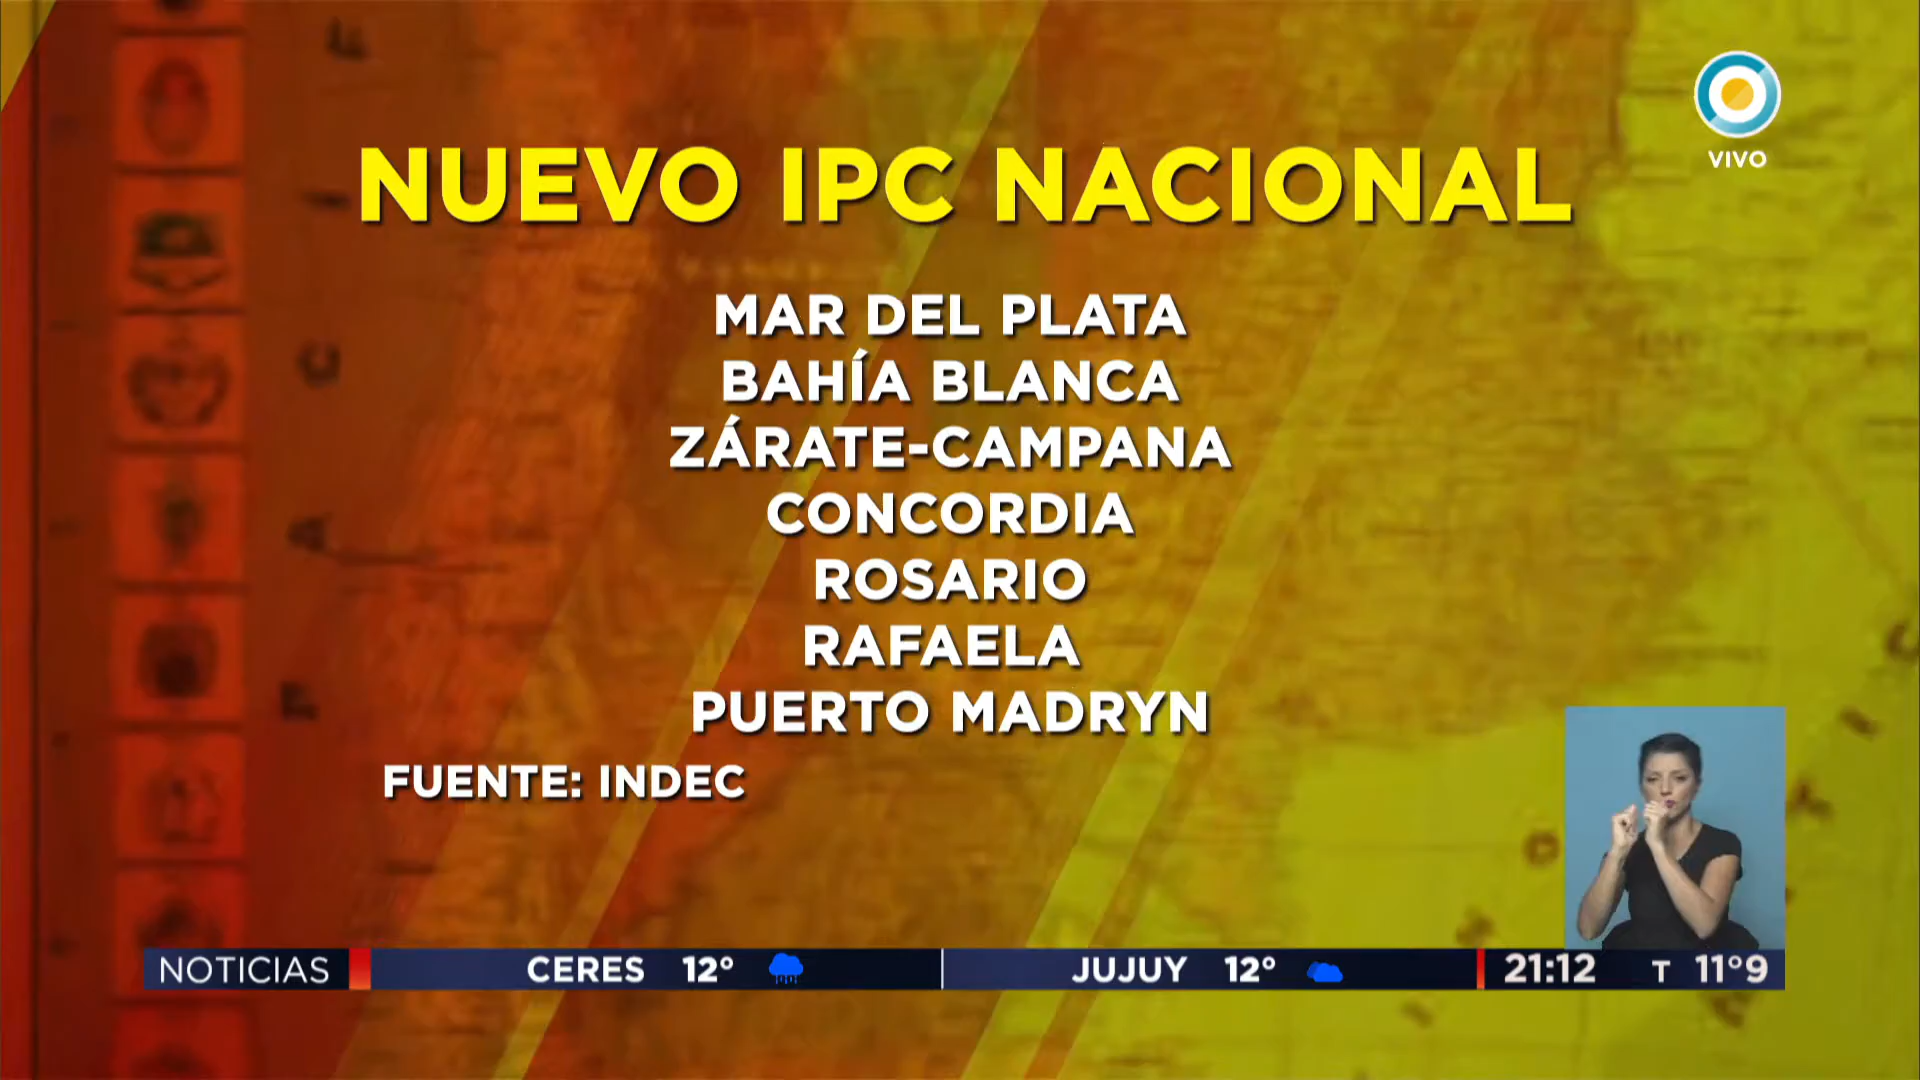 VIVO
NUEVO IPC NACIONAL
MAR DEL PLATA
BAHÍA BLANCA
ZÁRATE-CAMPANA
CONCORDIA
ROSARIO
RAFAELA
PUERTO MADRYN
FUENTE: INDEC
NOTICIAS CERES 12° JUJUY 12° 21:12 T 11°9